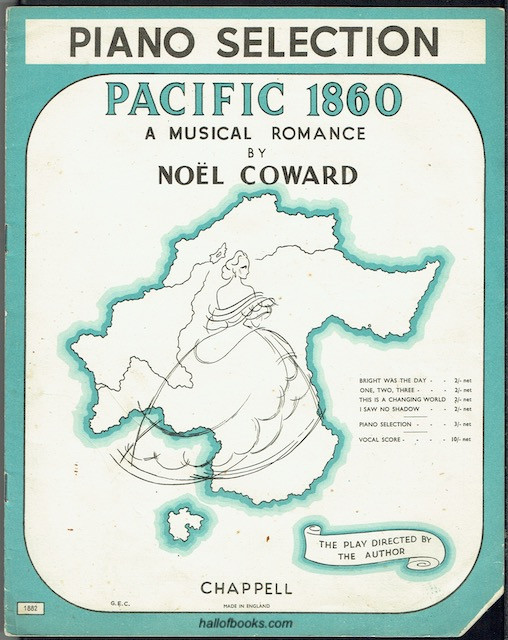 PIANO SELECTION
PACIFIC 1860
A MUSICAL ROMANCE
BY
NOËL COWARD
BRIGHT WAS THE DAY - - 2/- net
ONE, TWO, THREE - - - 2/- net
THIS IS A CHANGING WORLD 2/- net
I SAW NO SHADOW - - 2/- net
PIANO SELECTION - - - 3/- net
VOCAL SCORE - - - - 10/- net
THE PLAY DIRECTED BY
THE AUTHOR
CHAPPELL
MADE IN ENGLAND
G.E.C.
1882
hallofbooks.com